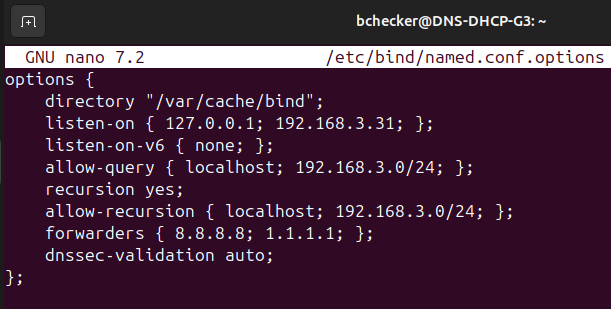 bchecker@DNS-DHCP-G3: ~
GNU nano 7.2 /etc/bind/named.conf.options
options {
    directory "/var/cache/bind";
    listen-on { 127.0.0.1; 192.168.3.31; };
    listen-on-v6 { none; };
    allow-query { localhost; 192.168.3.0/24; };
    recursion yes;
    allow-recursion { localhost; 192.168.3.0/24; };
    forwarders { 8.8.8.8; 1.1.1.1; };
    dnssec-validation auto;
};